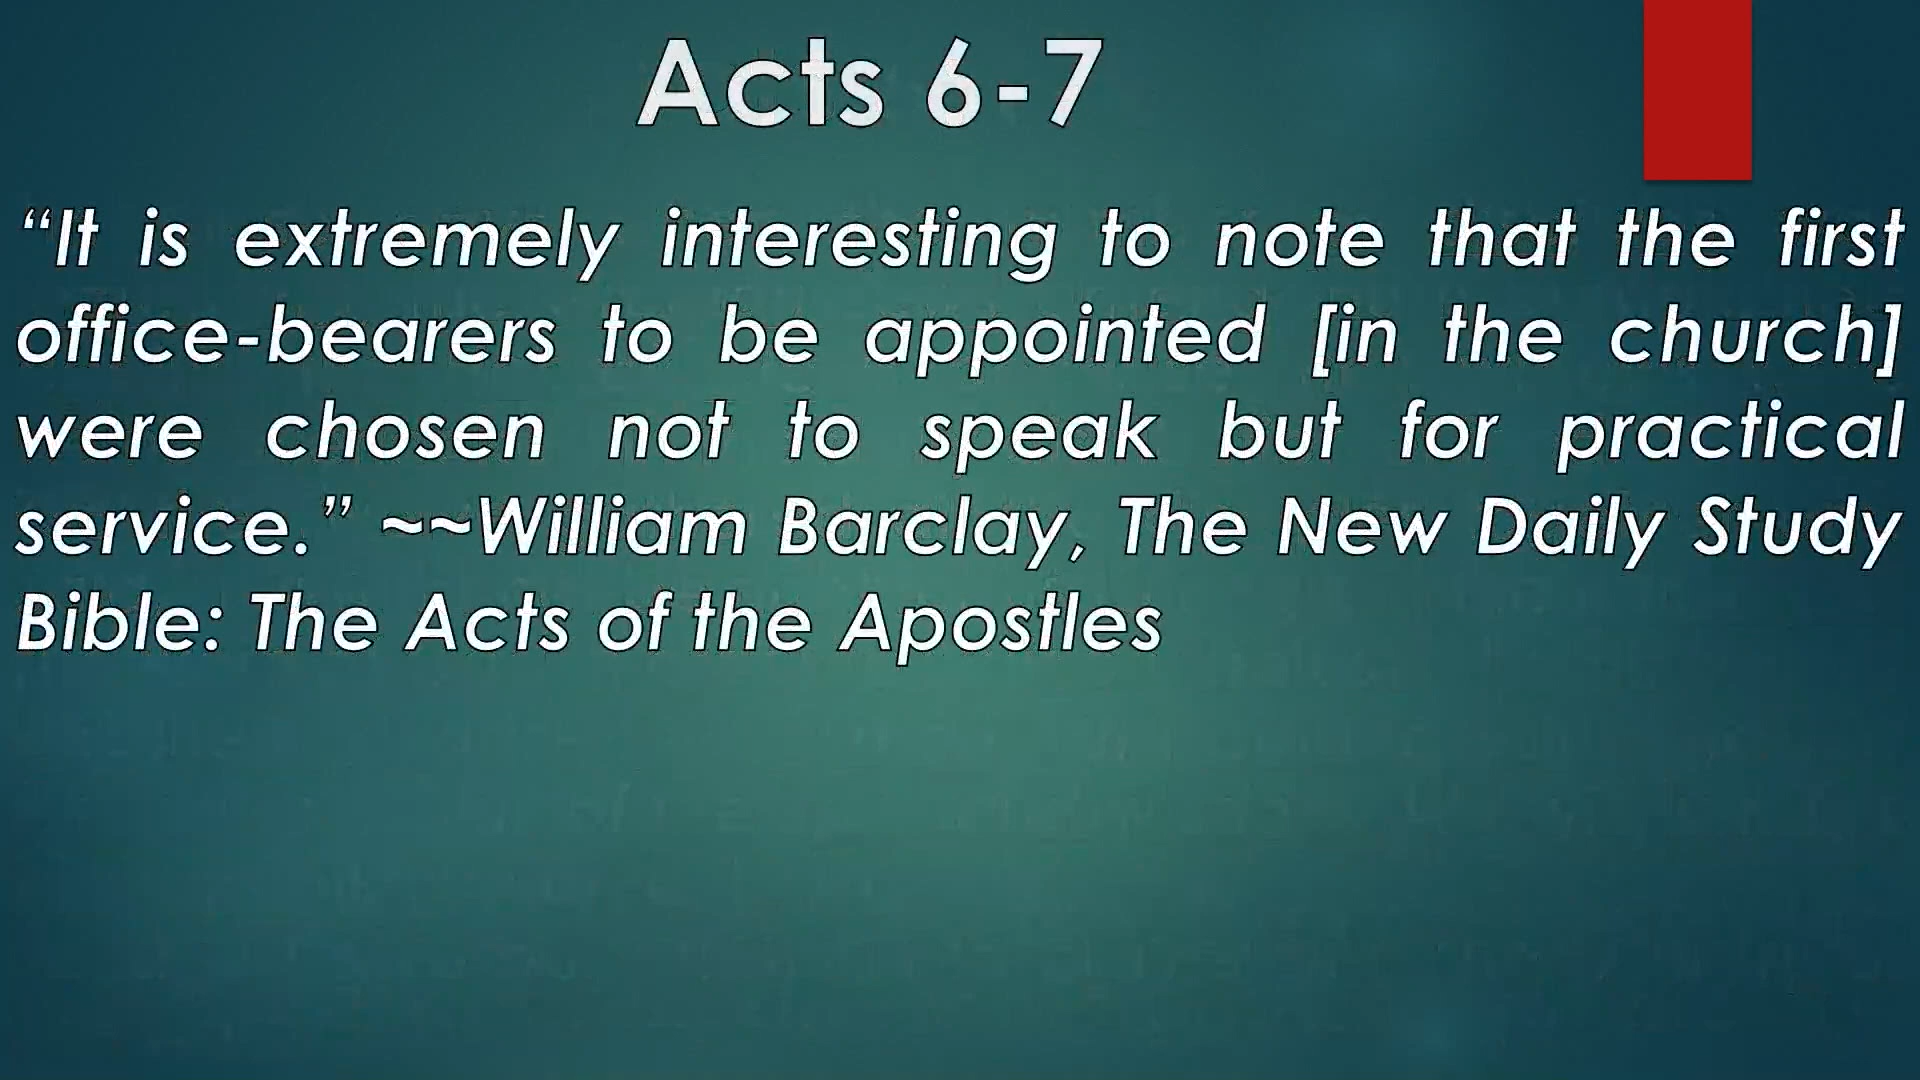 Acts 6-7
“It is extremely interesting to note that the first
office-bearers to be appointed [in the church]
were chosen not to speak but for practical
service.” ~~William Barclay, The New Daily Study
Bible: The Acts of the Apostles